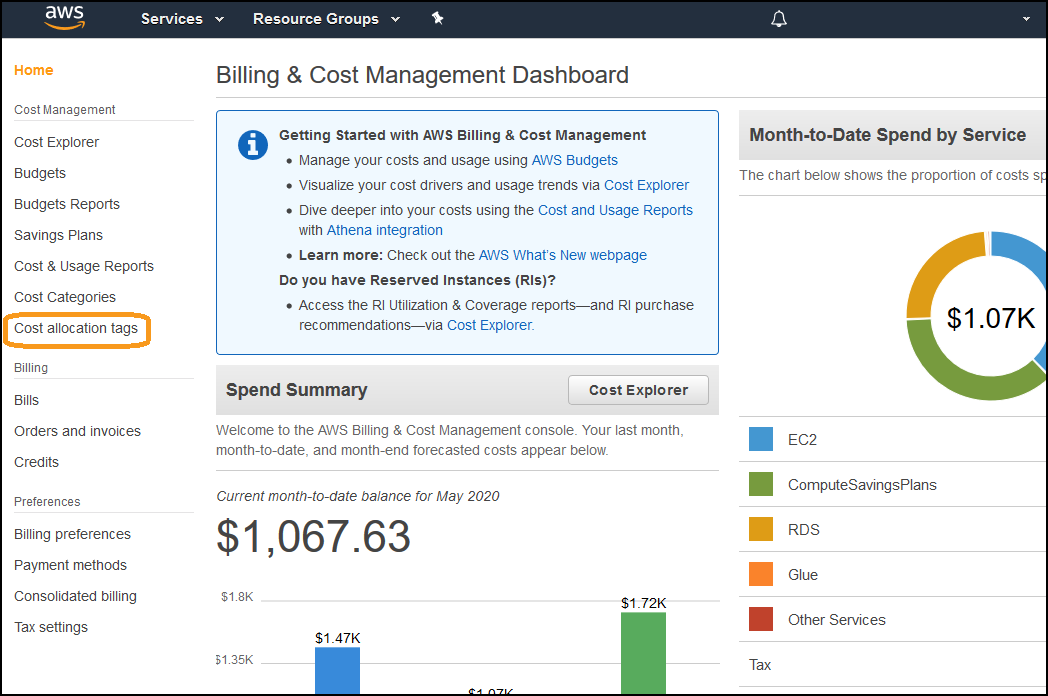 aws
Services
Resource Groups
Home
Cost Management
Cost Explorer
Budgets
Budgets Reports
Savings Plans
Cost & Usage Reports
Cost Categories
Cost allocation tags
Billing
Bills
Orders and invoices
Credits
Preferences
Billing preferences
Payment methods
Consolidated billing
Tax settings
Billing & Cost Management Dashboard
Getting Started with AWS Billing & Cost Management
Manage your costs and usage using AWS Budgets
Visualize your cost drivers and usage trends via Cost Explorer
Dive deeper into your costs using the Cost and Usage Reports
with Athena integration
Learn more: Check out the AWS What's New webpage
Do you have Reserved Instances (RIs)?
Access the RI Utilization & Coverage reports—and RI purchase
recommendations—via Cost Explorer.
Spend Summary
Cost Explorer
Welcome to the AWS Billing & Cost Management console. Your last month,
month-to-date, and month-end forecasted costs appear below.
Current month-to-date balance for May 2020
$1,067.63
$1.8K
$1.72K
$1.47K
$1.35K
$1.07K
Month-to-Date Spend by Service
The chart below shows the proportion of costs sp
$1.07K
EC2
ComputeSavingsPlans
RDS
Glue
Other Services
Tax